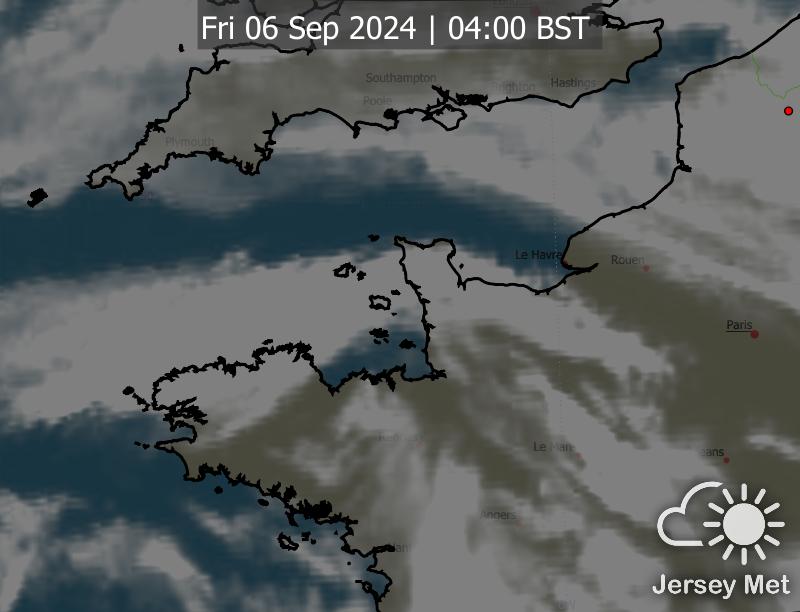 Fri 06 Sep 2024 | 04:00 BST
Southampton
Brighton
Hastings
Poole
Plymouth
Le Havre
Rouen
Paris
Rennes
Le Mans
eans
Angers
Jersey Met